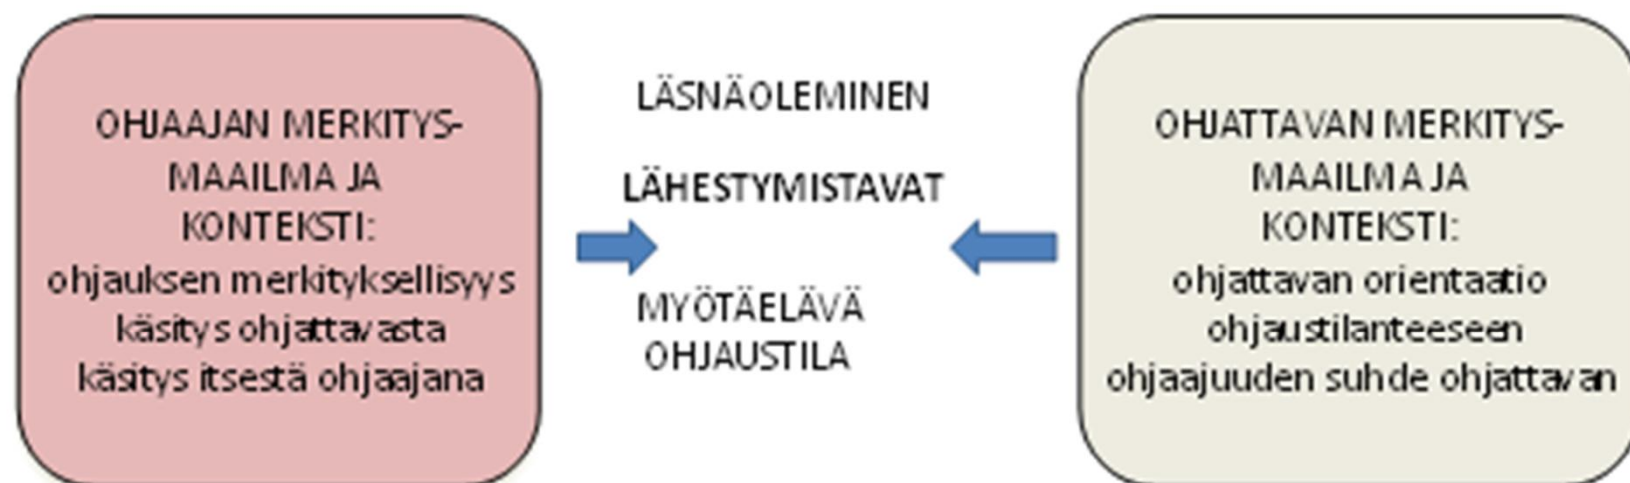 OHJAAJAN MERKITYS-
MAAILMA JA
KONTEKSTI:
ohjauksen merkityksellisyys
käsitys ohjattavasta
käsitys itsestä ohjaajana
LÄSNÄOLEMINEN
LÄHESTYMISTAVAT
MYÖTÄELÄVÄ
OHJAUSTILA
OHJATTAVAN MERKITYS-
MAAILMA JA
KONTEKSTI:
ohjattavan orientaatio
ohjaustilanteeseen
ohjaajuuden suhde ohjattavan